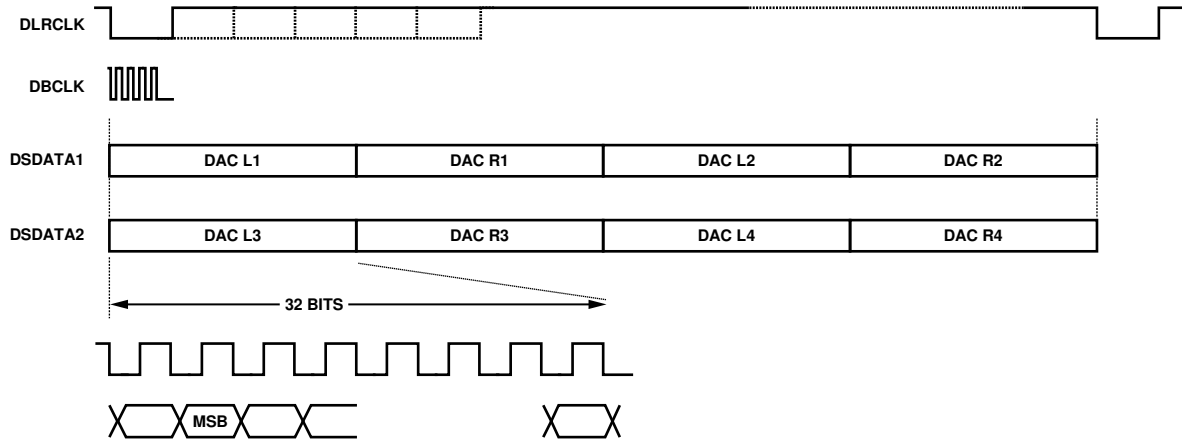 DLRCLK
DBCLK
DSDATA1 DAC L1 DAC R1 DAC L2 DAC R2
DSDATA2 DAC L3 DAC R3 DAC L4 DAC R4
32 BITS
MSB